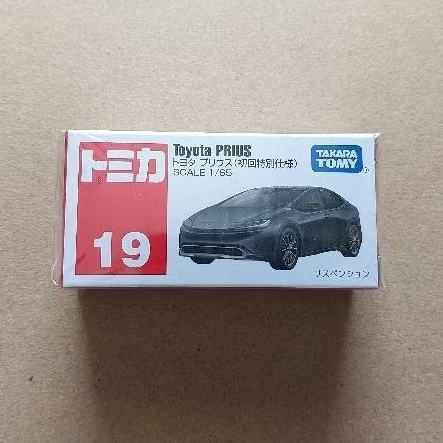 トミカ
19
Toyota PRIUS
トヨタ プリウス(初回特別仕様)
SCALE 1/65
TAKARA
TOMY
サスペンション